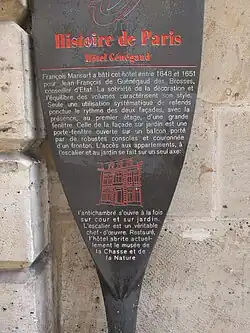 Histoire de Paris
Hôtel Guénégaud
François Mansart a bâti cet hôtel entre 1648 et 1651
pour Jean-François de Guénégaud des Brosses,
conseiller d'Etat. La sobriété de la décoration et
l'équilibre des volumes caractérisent son style.
Seule une utilisation systématique de refends
ponctue le rythme des deux façades, avec la
présence, au premier étage, d'une grande
fenêtre. Celle de la façade sur jardin est une
porte-fenêtre ouverte sur un balcon porté
par de robustes consoles et couronnée
d'un fronton. L'accès aux appartements, à
l'escalier et au jardin se fait sur un seul axe:
l'antichambre s'ouvre à la fois
sur cour et sur jardin.
L'escalier est un véritable
chef-d'œuvre. Restauré,
l'hôtel abrite actuel-
lement le musée de
la Chasse et de
la Nature